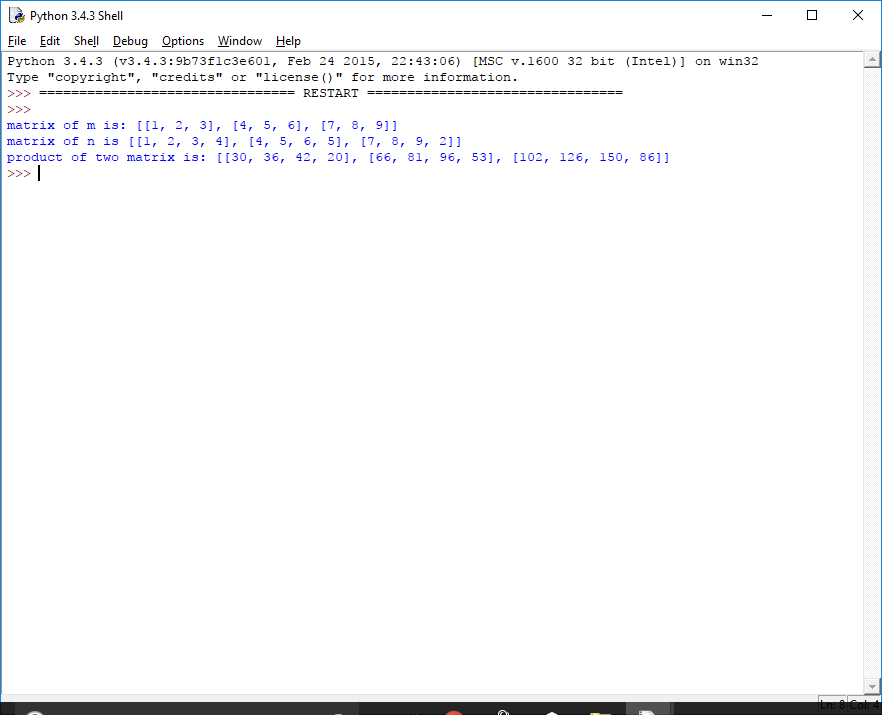 Python 3.4.3 Shell
File Edit Shell Debug Options Window Help
Python 3.4.3 (v3.4.3:9b73f1c3e601, Feb 24 2015, 22:43:06) [MSC v.1600 32 bit (Intel)] on win32
Type "copyright", "credits" or "license()" for more information.
>>> ================================ RESTART ================================
>>>
matrix of m is: [[1, 2, 3], [4, 5, 6], [7, 8, 9]]
matrix of n is [[1, 2, 3, 4], [4, 5, 6, 5], [7, 8, 9, 2]]
product of two matrix is: [[30, 36, 42, 20], [66, 81, 96, 53], [102, 126, 150, 86]]
>>>
Ln: 8 Col: 4